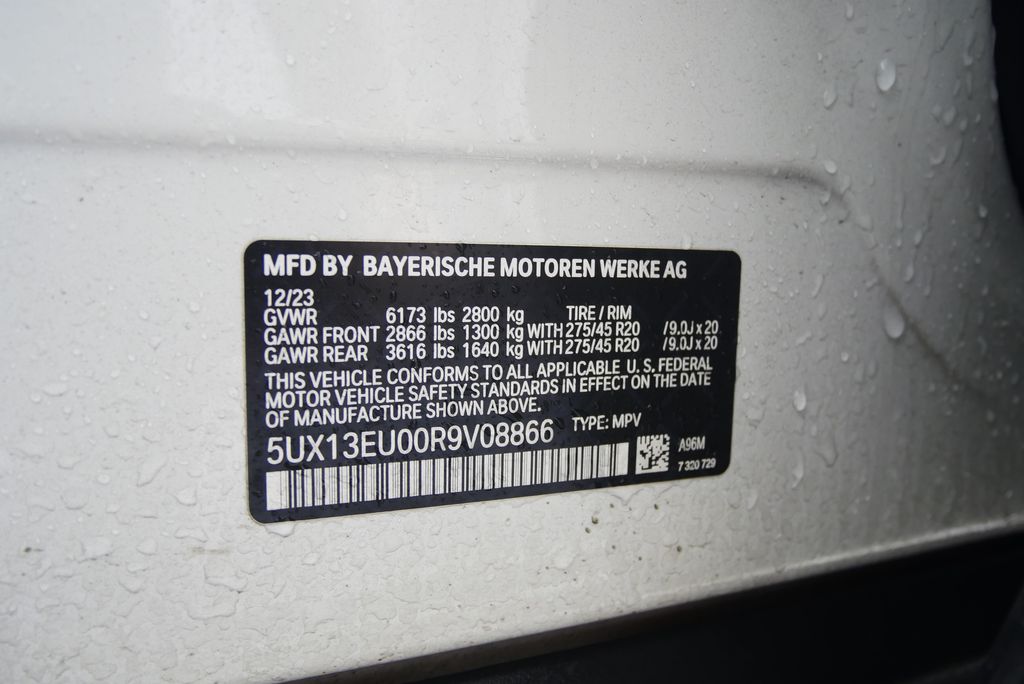 MFD BY BAYERISCHE MOTOREN WERKE AG
12/23
GVWR 6173 lbs 2800 kg TIRE / RIM
GAWR FRONT 2866 lbs 1300 kg WITH 275/45 R20 / 9.0J x 20
GAWR REAR 3616 lbs 1640 kg WITH 275/45 R20 / 9.0J x 20
THIS VEHICLE CONFORMS TO ALL APPLICABLE U.S. FEDERAL
MOTOR VEHICLE SAFETY STANDARDS IN EFFECT ON THE DATE
OF MANUFACTURE SHOWN ABOVE.
5UX13EU00R9V08866 TYPE: MPV
A96M
7 320 729